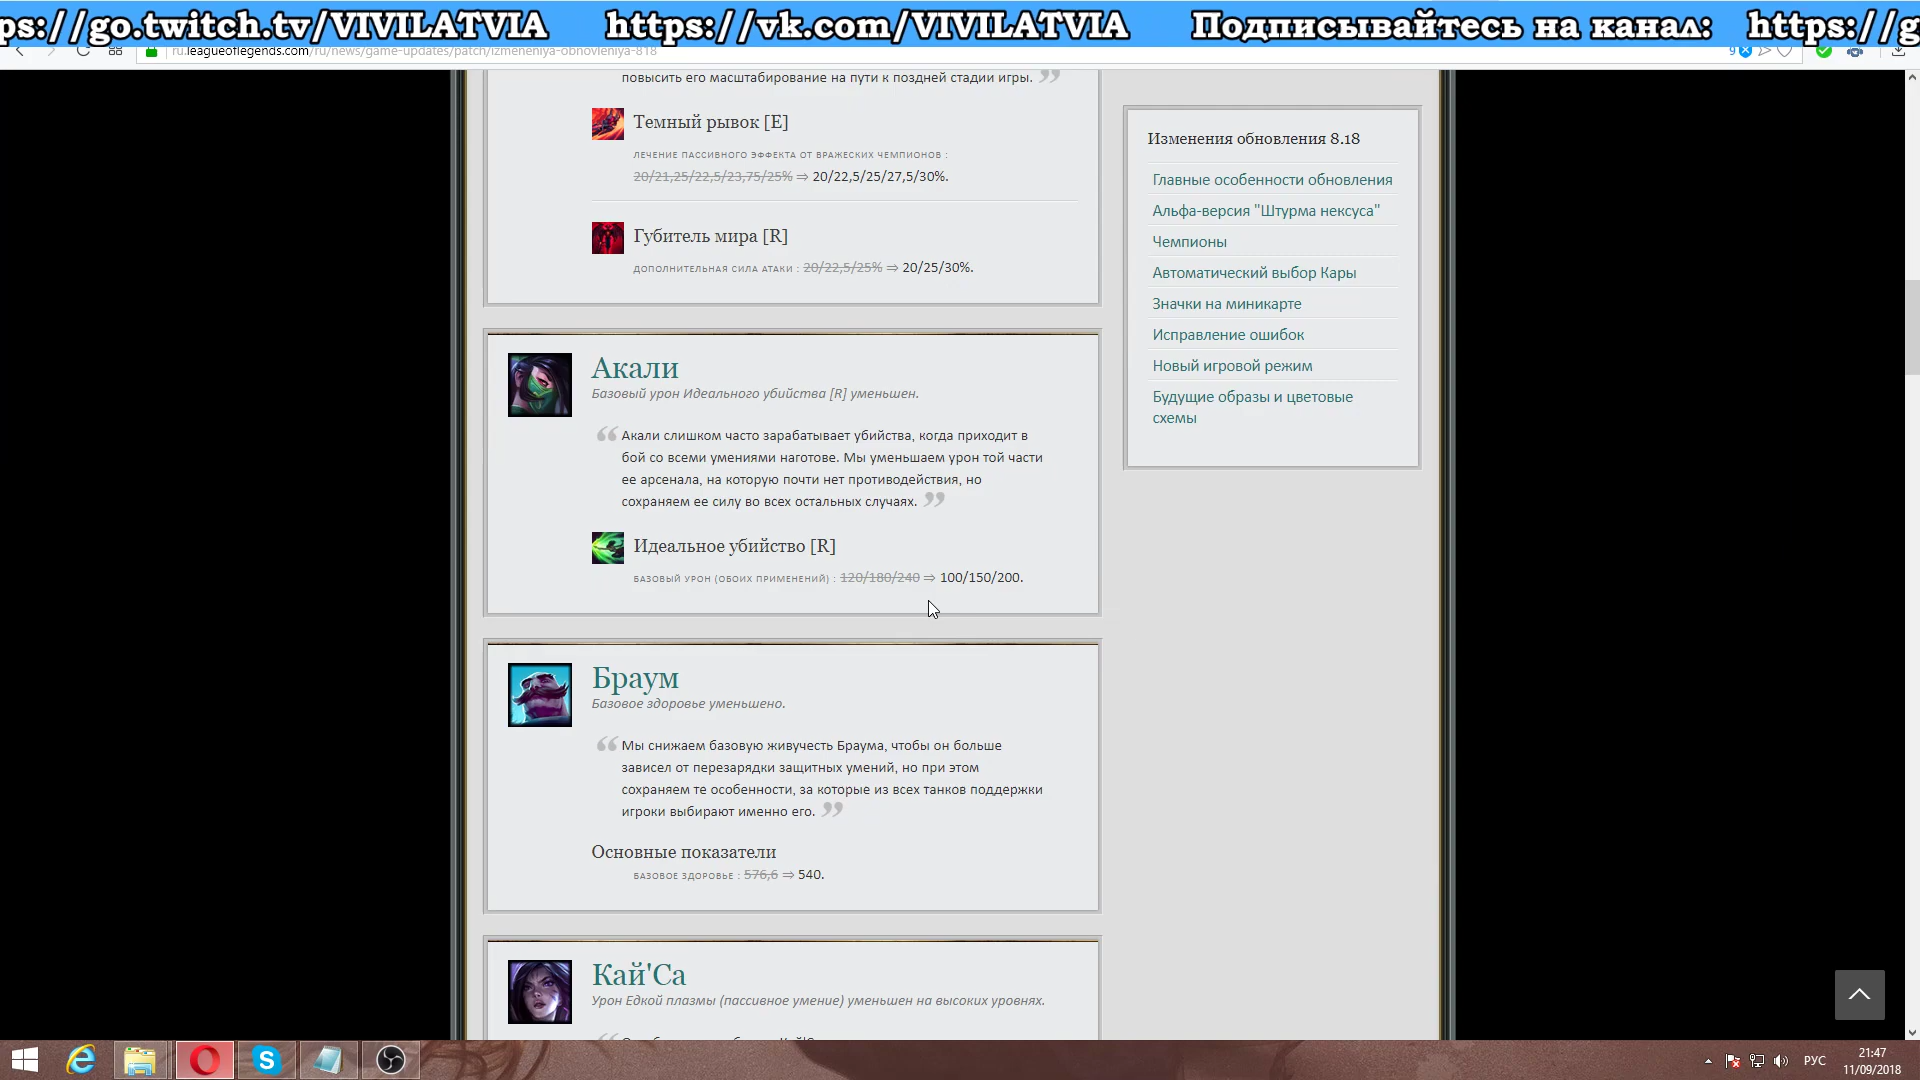 ps://go.twitch.tv/VIVILATVIA https://vk.com/VIVILATVIA Подписывайтесь на канал: https://g
ru.leagueoflegends.com/ru/news/game-updates/patch/izmeneniya-obnovleniya-818
9
повысить его масштабирование на пути к поздней стадии игры. ”
Темный рывок [E]
ЛЕЧЕНИЕ ПАССИВНОГО ЭФФЕКТА ОТ ВРАЖЕСКИХ ЧЕМПИОНОВ :
20/21,25/22,5/23,75/25% ⇒ 20/22,5/25/27,5/30%.
Губитель мира [R]
ДОПОЛНИТЕЛЬНАЯ СИЛА АТАКИ : 20/22,5/25% ⇒ 20/25/30%.
Акали
Базовый урон Идеального убийства [R] уменьшен.
“ Акали слишком часто зарабатывает убийства, когда приходит в
бой со всеми умениями наготове. Мы уменьшаем урон той части
ее арсенала, на которую почти нет противодействия, но
сохраняем ее силу во всех остальных случаях. ”
Идеальное убийство [R]
БАЗОВЫЙ УРОН (ОБОИХ ПРИМЕНЕНИЙ) : 120/180/240 ⇒ 100/150/200.
Браум
Базовое здоровье уменьшено.
“ Мы снижаем базовую живучесть Браума, чтобы он больше
зависел от перезарядки защитных умений, но при этом
сохраняем те особенности, за которые из всех танков поддержки
игроки выбирают именно его. ”
Основные показатели
БАЗОВОЕ ЗДОРОВЬЕ : 576,6 ⇒ 540.
Кай'Са
Урон Едкой плазмы (пассивное умение) уменьшен на высоких уровнях.
Изменения обновления 8.18
Главные особенности обновления
Альфа-версия "Штурма нексуса"
Чемпионы
Автоматический выбор Кары
Значки на миникарте
Исправление ошибок
Новый игровой режим
Будущие образы и цветовые
схемы
РУС
21:47
11/09/2018